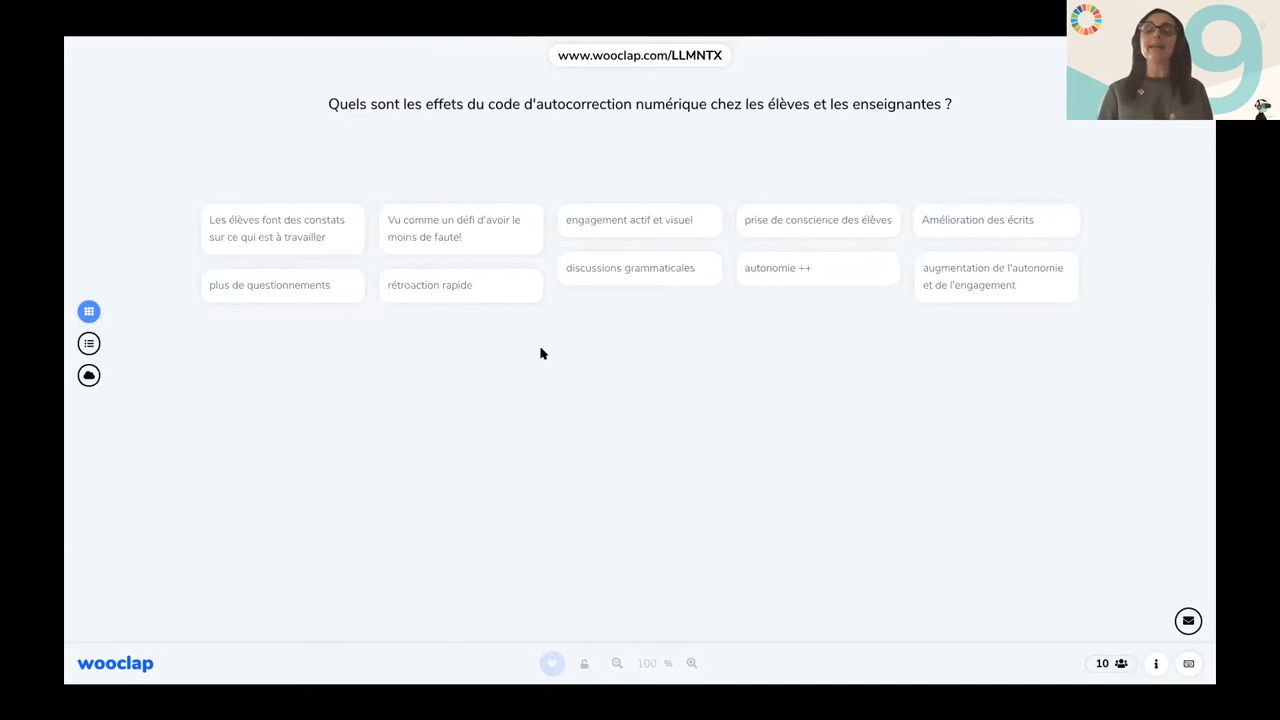 www.wooclap.com/LLMNTX
Quels sont les effets du code d'autocorrection numérique chez les élèves et les enseignantes ?
Les élèves font des constats
sur ce qui est à travailler
Vu comme un défi d'avoir le
moins de faute!
engagement actif et visuel
prise de conscience des élèves
Amélioration des écrits
plus de questionnements
rétroaction rapide
discussions grammaticales
autonomie ++
augmentation de l'autonomie
et de l'engagement
wooclap
100 %
10
9